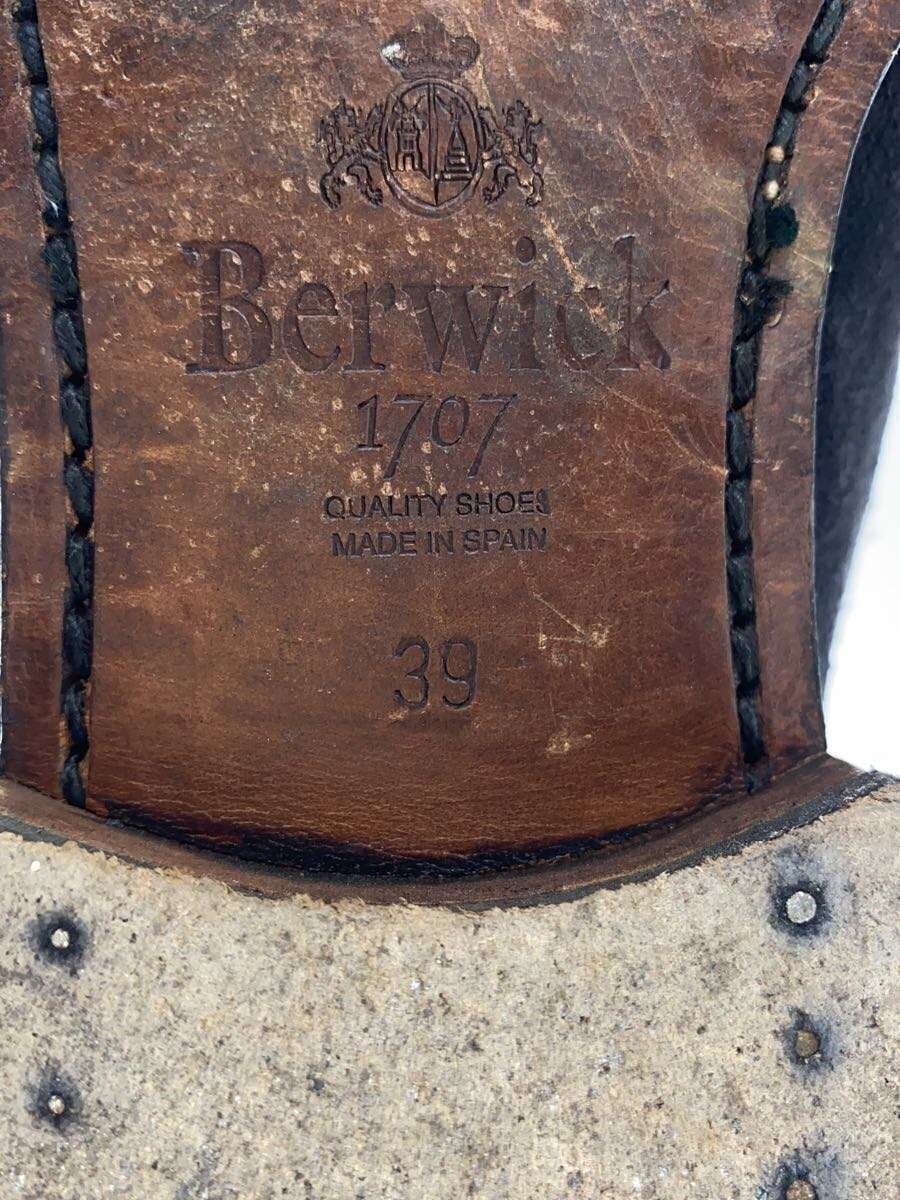 Berwick
1707
QUALITY SHOES
MADE IN SPAIN
39